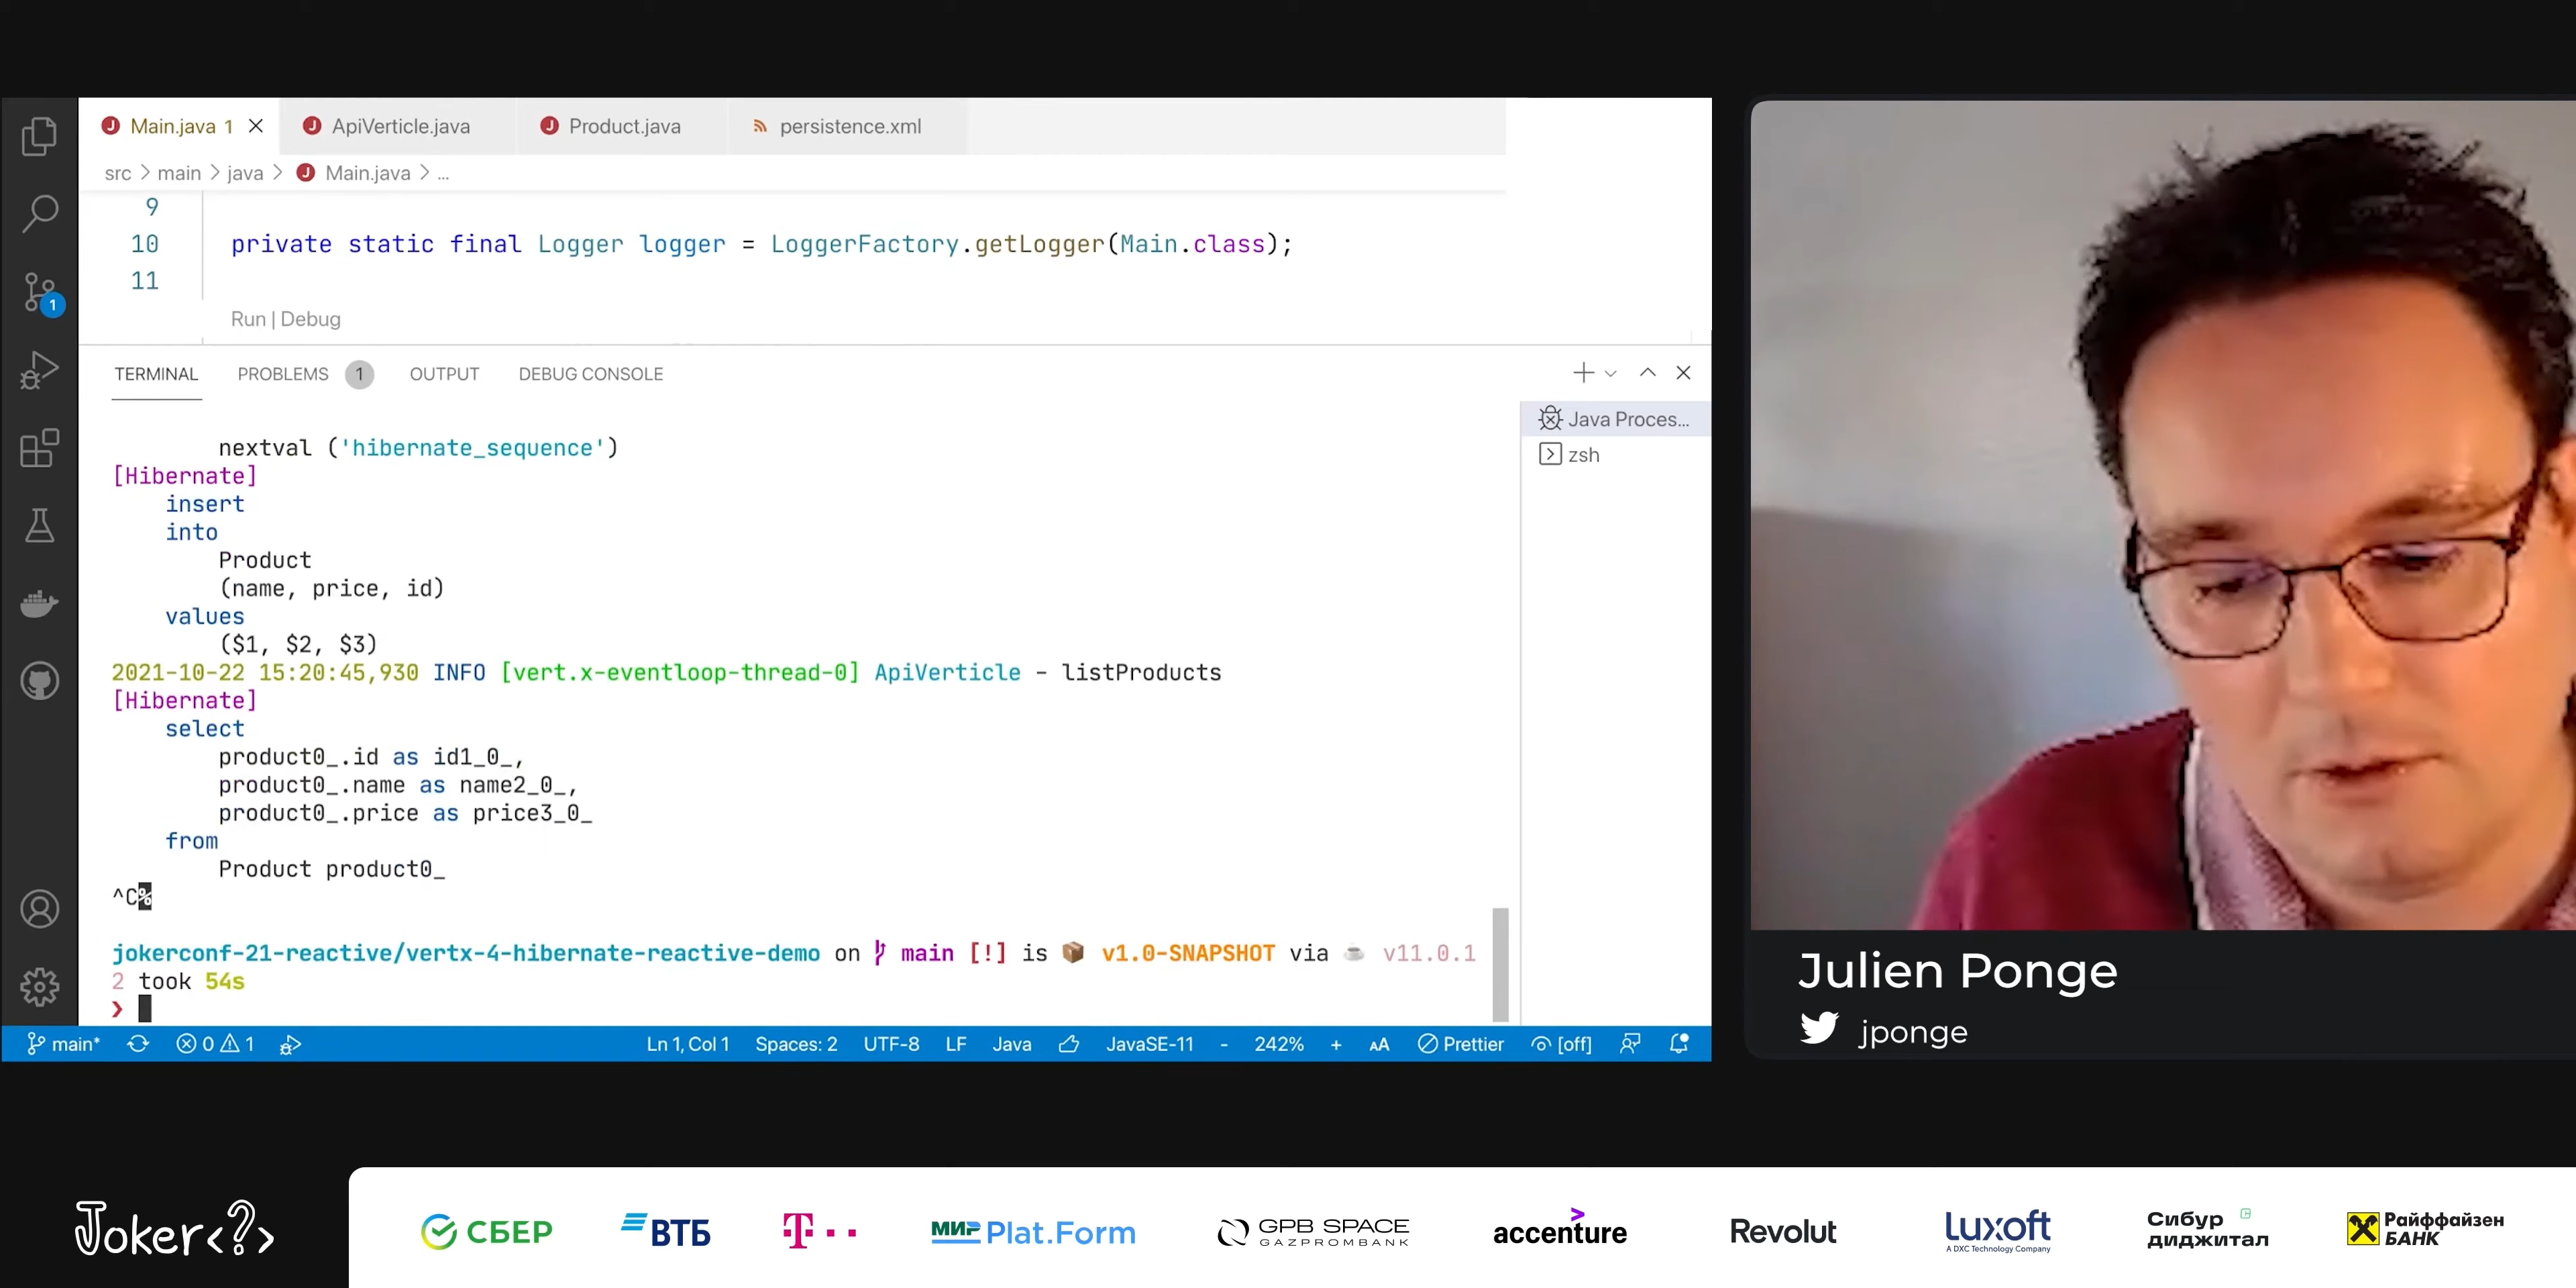 Main.java 1
ApiVerticle.java
Product.java
persistence.xml
src > main > java > Main.java > ...
9
10 private static final Logger logger = LoggerFactory.getLogger(Main.class);
11
Run | Debug
TERMINAL
PROBLEMS 1
OUTPUT
DEBUG CONSOLE
Java Proces...
zsh
1
nextval ('hibernate_sequence')
[Hibernate]
insert
into
Product
(name, price, id)
values
($1, $2, $3)
2021-10-22 15:20:45,930 INFO [vert.x-eventloop-thread-0] ApiVerticle - listProducts
[Hibernate]
select
product0_.id as id1_0_,
product0_.name as name2_0_,
product0_.price as price3_0_
from
Product product0_
^C%
jokerconf-21-reactive/vertx-4-hibernate-reactive-demo on main [!] is v1.0-SNAPSHOT via v11.0.1
2 took 54s
❯
main* 0 1 Ln 1, Col 1 Spaces: 2 UTF-8 LF Java JavaSE-11 - 242% + AA Prettier [off]
Julien Ponge
jponge
Joker<?>
СБЕР
ВТБ
T
МИР Plat.Form
GPB SPACE
GAZPROMBANK
accenture
Revolut
Luxoft
A DXC Technology Company
Сибур
диджитал
Райффайзен
БАНК